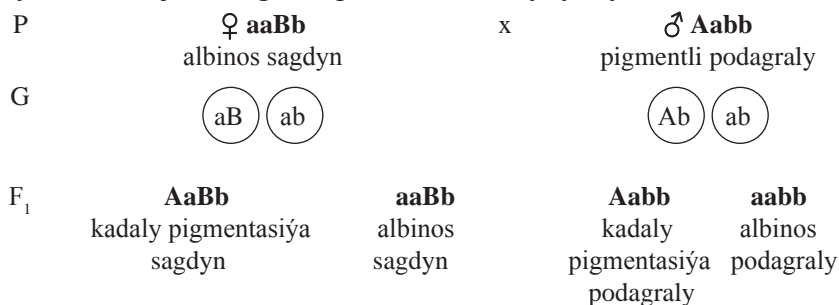 P ♀ aaBb x ♂ Aabb
albinos sagdyn pigmentli podagraly
G aB ab Ab ab
F₁ AaBb aaBb Aabb aabb
kadaly pigmentasiýa albinos kadaly albinos
sagdyn sagdyn pigmentasiýa podagraly
podagraly